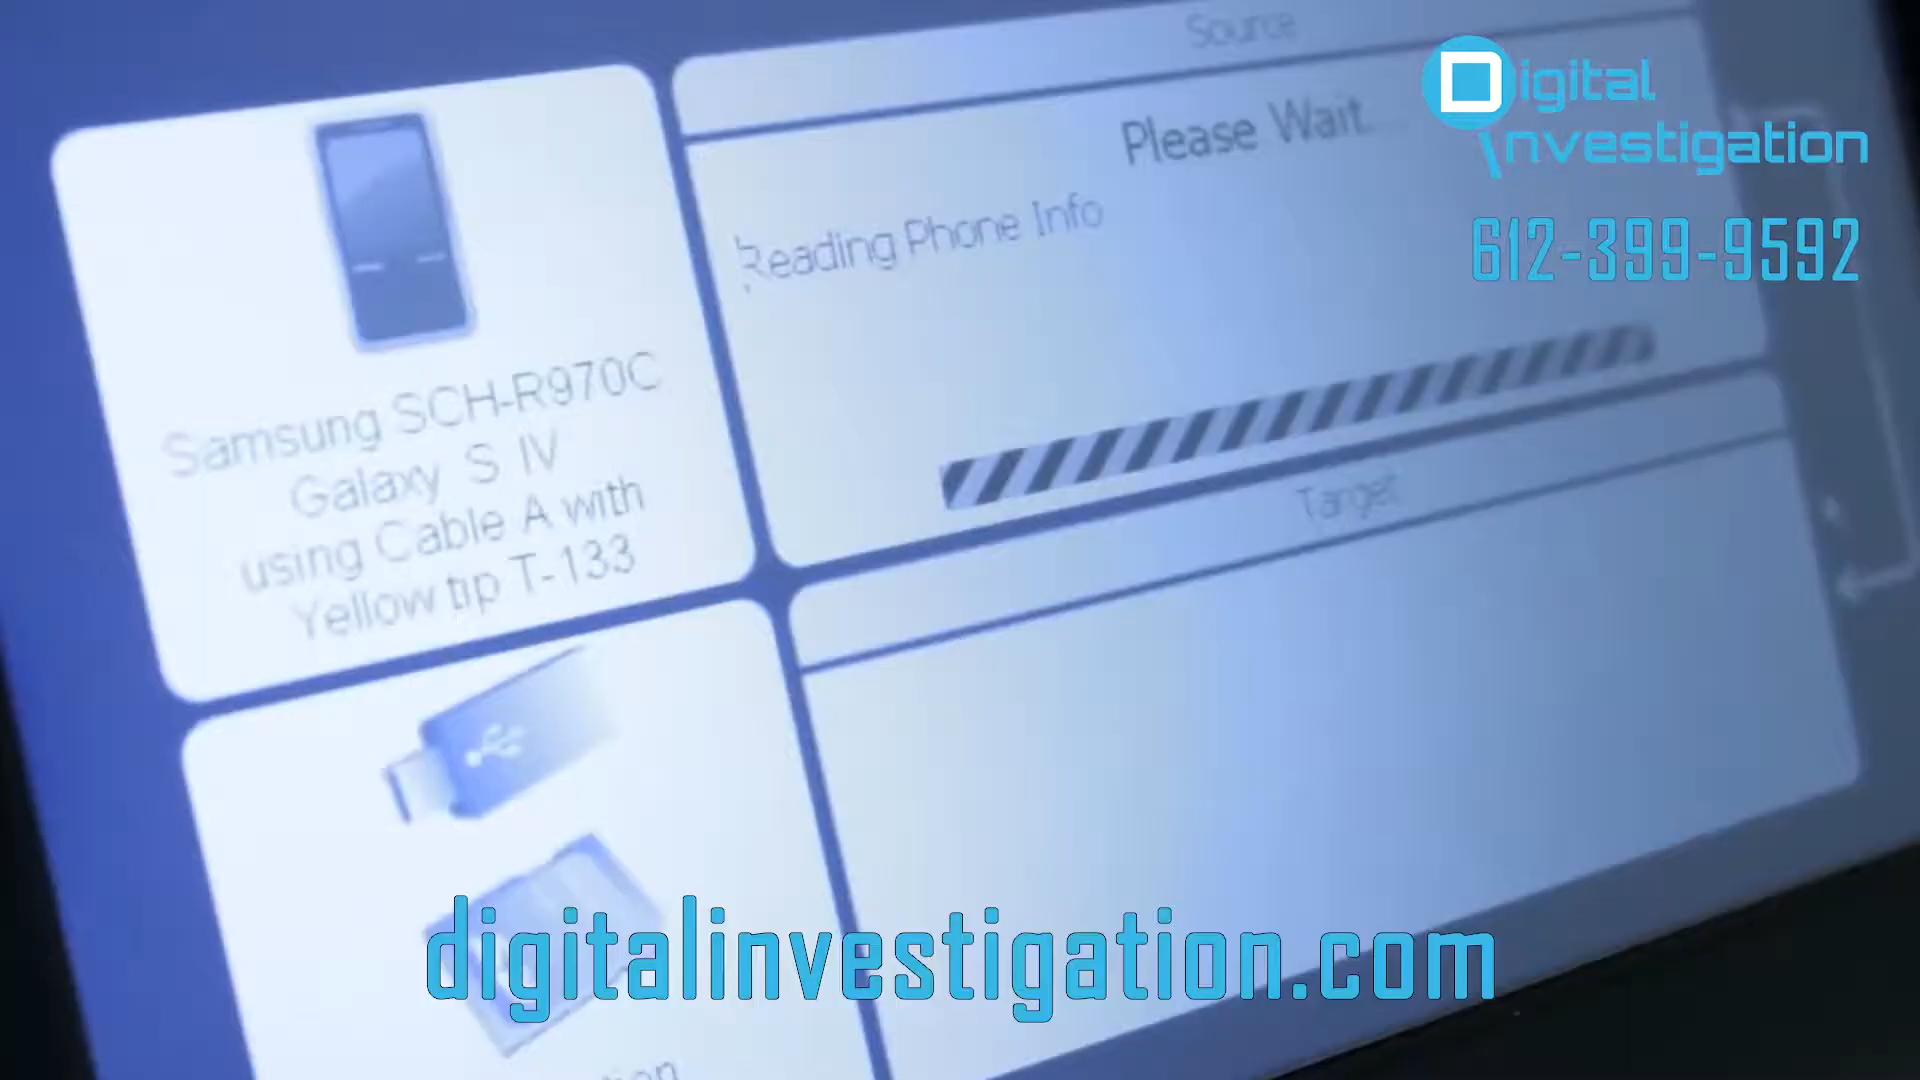 Source
Please Wait...
Reading Phone Info
Samsung SCH-R970C
Galaxy S IV
using Cable A with
Yellow tip T-133
Target
Digital
Investigation
612-399-9592
digitalinvestigation.com